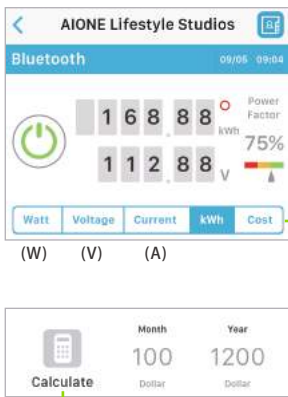 AIONE Lifestyle Studios
Bluetooth 09/05 09:04
168.88 kWh
Power Factor
75%
112.88 V
Watt Voltage Current kWh Cost
(W) (V) (A)
Month Year
100 1200
Calculate Dollar Dollar